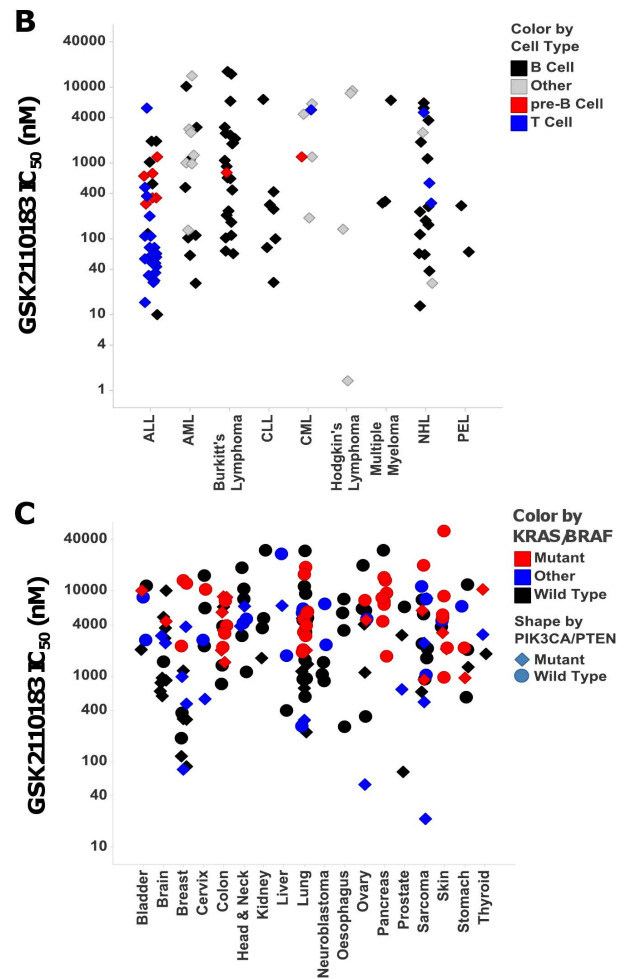 B
GSK2110183 IC50 (nM)
40000
10000
4000
1000
400
100
40
10
4
1
ALL
AML
Burkitt's
Lymphoma
CLL
CML
Hodgkin's
Lymphoma
Multiple
Myeloma
NHL
PEL
Color by
Cell Type
B Cell
Other
pre-B Cell
T Cell
C
GSK2110183 IC50 (nM)
40000
10000
4000
1000
400
100
40
10
Bladder
Brain
Breast
Cervix
Colon
Head & Neck
Kidney
Liver
Lung
Neuroblastoma
Oesophagus
Ovary
Pancreas
Prostate
Sarcoma
Skin
Stomach
Thyroid
Color by
KRAS/BRAF
Mutant
Other
Wild Type
Shape by
PIK3CA/PTEN
Mutant
Wild Type